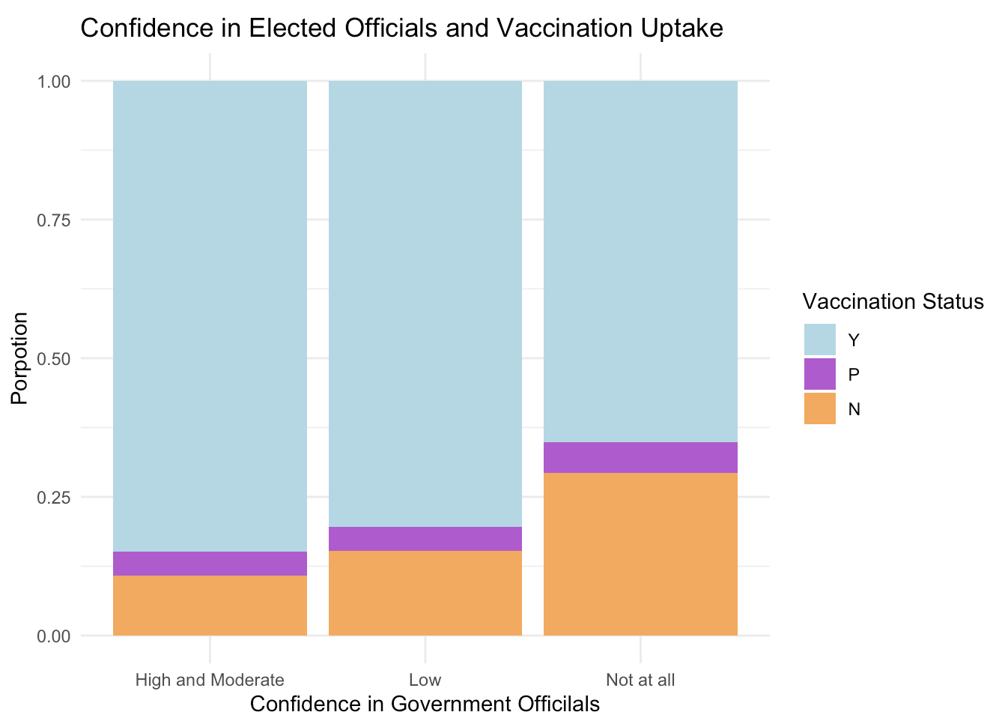 Confidence in Elected Officials and Vaccination Uptake
1.00
0.75
0.50
0.25
0.00
Porpotion
High and Moderate
Low
Not at all
Confidence in Government Officilals
Vaccination Status
Y
P
N